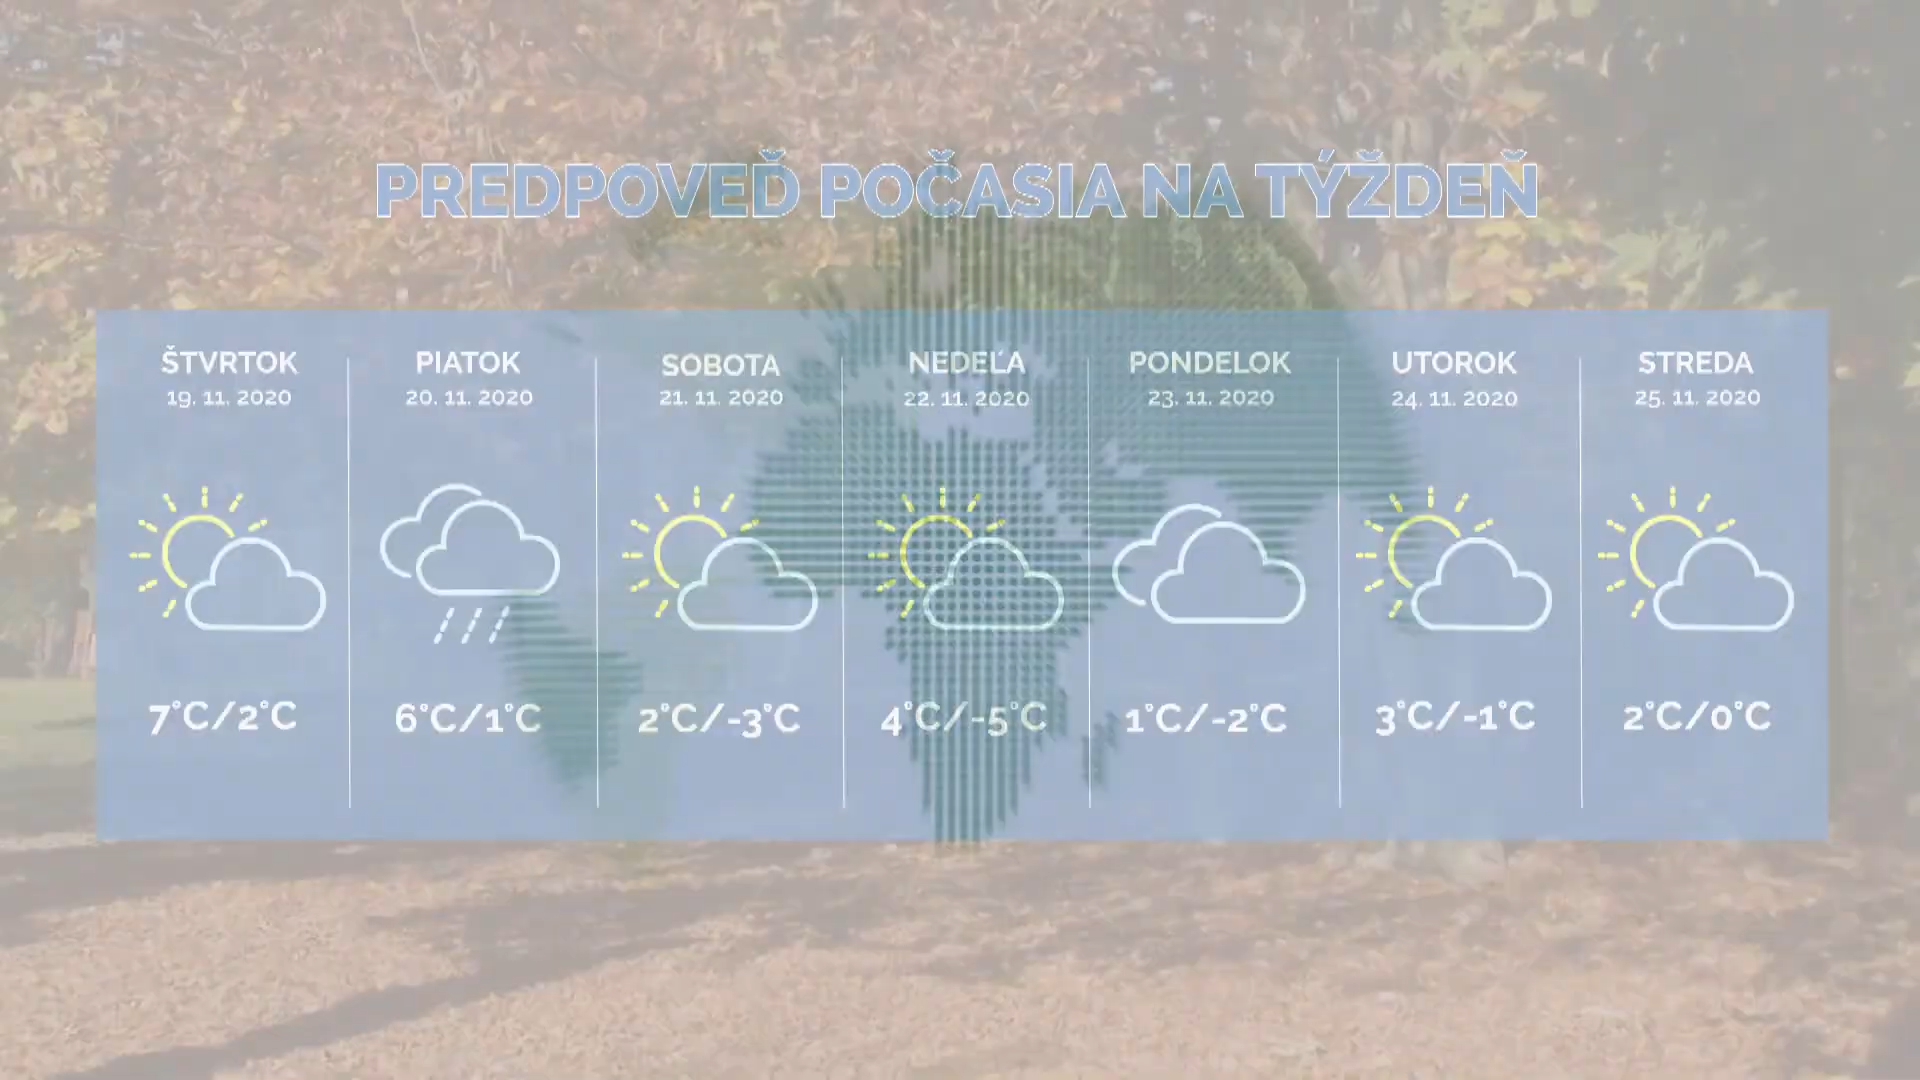 PREDPOVEĎ POČASIA NA TÝŽDEŇ
ŠTVRTOK
19. 11. 2020
7°C/2°C
PIATOK
20. 11. 2020
6°C/1°C
SOBOTA
21. 11. 2020
2°C/-3°C
NEDEĽA
22. 11. 2020
4°C/-5°C
PONDELOK
23. 11. 2020
1°C/-2°C
UTOROK
24. 11. 2020
3°C/-1°C
STREDA
25. 11. 2020
2°C/0°C